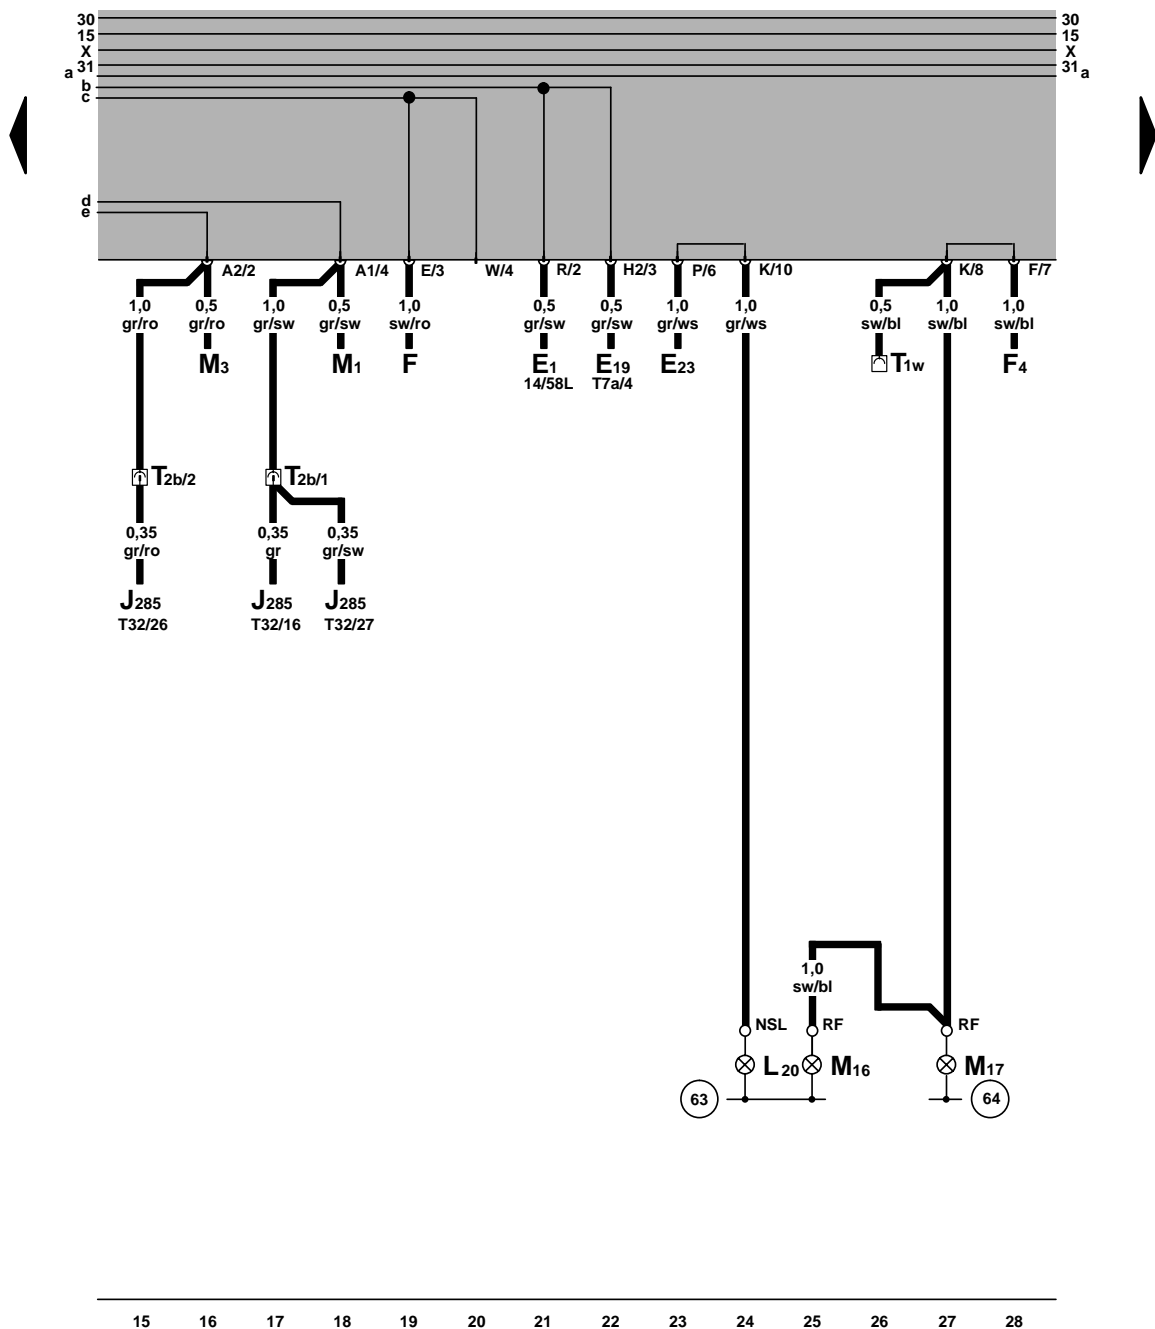 30 30
15 15
X X
31 31
a a
b
c
d
e
A2/2 A1/4 E/3 W/4 R/2 H2/3 P/6 K/10 K/8 F/7
1,0 0,5 1,0 0,5 1,0 0,5 0,5 1,0 1,0 0,5 1,0 1,0
gr/ro gr/ro gr/sw gr/sw sw/ro gr/sw gr/sw gr/ws gr/ws sw/bl sw/bl sw/bl
M3 M1 F E1 E19 E23 T1w F4
14/58L T7a/4
T2b/2 T2b/1
0,35 0,35 0,35
gr/ro gr gr/sw
J285 J285 J285
T32/26 T32/16 T32/27
1,0
sw/bl
NSL RF RF
L20 M16 M17
63 64
15 16 17 18 19 20 21 22 23 24 25 26 27 28